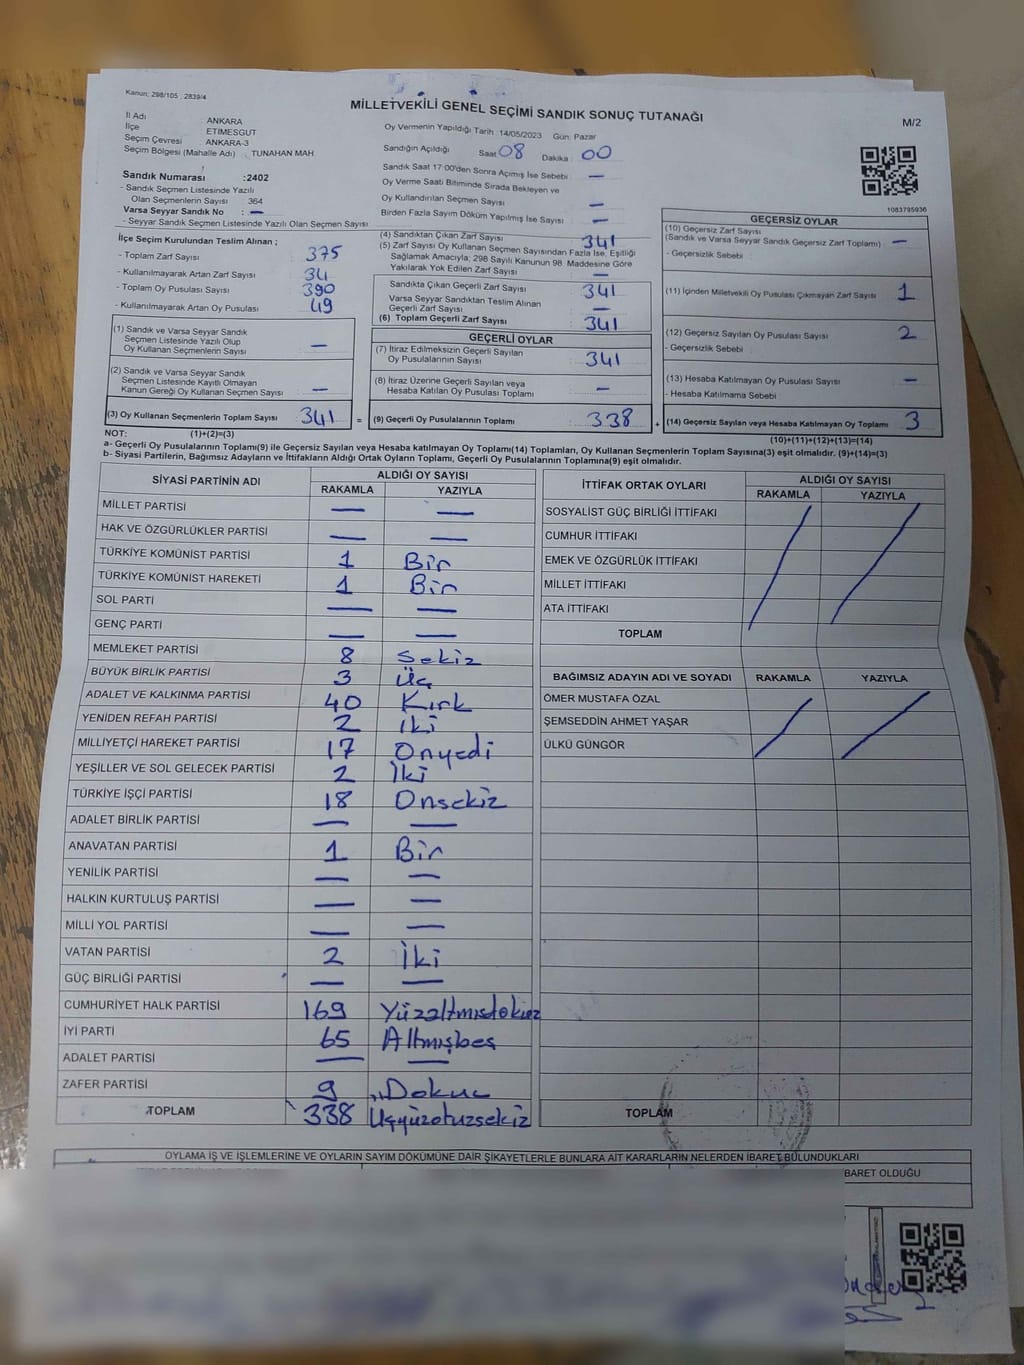 Kanun; 298/105 , 2839/4
MİLLETVEKİLİ GENEL SEÇİMİ SANDIK SONUÇ TUTANAĞI
M/2
İl Adı ANKARA
İlçe ETİMESGUT
Seçim Çevresi ANKARA-3
Seçim Bölgesi (Mahalle Adı) : TUNAHAN MAH
Sandık Numarası :2402
- Sandık Seçmen Listesinde Yazılı
Olan Seçmenlerin Sayısı 364
Varsa Seyyar Sandık No : —
- Seyyar Sandık Seçmen Listesinde Yazılı Olan Seçmen Sayısı
İlçe Seçim Kurulundan Teslim Alınan ;
- Toplam Zarf Sayısı : 375
- Kullanılmayarak Artan Zarf Sayısı : 34
- Toplam Oy Pusulası Sayısı : 390
- Kullanılmayarak Artan Oy Pusulası : 49
(1) Sandık ve Varsa Seyyar Sandık
Seçmen Listesinde Yazılı Olup
Oy Kullanan Seçmenlerin Sayısı : —
(2) Sandık ve Varsa Seyyar Sandık
Seçmen Listesinde Kayıtlı Olmayan
Kanun Gereği Oy Kullanan Seçmen Sayısı : —
(3) Oy Kullanan Seçmenlerin Toplam Sayısı : 341 =
Oy Vermenin Yapıldığı Tarih : 14/05/2023 Gün: Pazar
Sandığın Açıldığı Saat: 08 Dakika : 00
Sandık Saat 17:00'den Sonra Açımış İse Sebebi : —
Oy Verme Saati Bitiminde Sırada Bekleyen ve
Oy Kullandırılan Seçmen Sayısı : —
Birden Fazla Sayım Döküm Yapılmış İse Sayısı : —
(4) Sandıktan Çıkan Zarf Sayısı : 341
(5) Zarf Sayısı Oy Kullanan Seçmen Sayısından Fazla İse; Eşitliği
Sağlamak Amacıyla; 298 Sayılı Kanunun 98. Maddesine Göre
Yakılarak Yok Edilen Zarf Sayısı : —
Sandıkta Çıkan Geçerli Zarf Sayısı : 341
Varsa Seyyar Sandıktan Teslim Alınan
Geçerli Zarf Sayısı : —
(6) Toplam Geçerli Zarf Sayısı : 341
GEÇERLİ OYLAR
(7) İtiraz Edilmeksizin Geçerli Sayılan
Oy Pusulalarının Sayısı : 341
(8) İtiraz Üzerine Geçerli Sayılan veya
Hesaba Katılan Oy Pusulası Toplamı : —
(9) Geçerli Oy Pusulalarının Toplamı : 338 +
1083795936
GEÇERSİZ OYLAR
(10) Geçersiz Zarf Sayısı
(Sandık ve Varsa Seyyar Sandık Geçersiz Zarf Toplamı) : —
- Geçersizlik Sebebi :
(11) İçinden Milletvekili Oy Pusulası Çıkmayan Zarf Sayısı : 1
(12) Geçersiz Sayılan Oy Pusulası Sayısı : 2
- Geçersizlik Sebebi :
(13) Hesaba Katılmayan Oy Pusulası Sayısı : —
- Hesaba Katılmama Sebebi :
(14) Geçersiz Sayılan veya Hesaba Katılmayan Oy Toplamı : 3
NOT: (1)+(2)=(3) (10)+(11)+(12)+(13)=(14)
a- Geçerli Oy Pusulalarının Toplamı(9) ile Geçersiz Sayılan veya Hesaba katılmayan Oy Toplamı(14) Toplamları, Oy Kullanan Seçmenlerin Toplam Sayısına(3) eşit olmalıdır. (9)+(14)=(3)
b- Siyasi Partilerin, Bağımsız Adayların ve İttifakların Aldığı Ortak Oyların Toplamı, Geçerli Oy Pusulalarının Toplamına(9) eşit olmalıdır.
SİYASİ PARTİNİN ADI ALDIĞI OY SAYISI
RAKAMLA YAZIYLA
MİLLET PARTİSİ — —
HAK VE ÖZGÜRLÜKLER PARTİSİ — —
TÜRKİYE KOMÜNİST PARTİSİ 1 Bir
TÜRKİYE KOMÜNİST HAREKETİ 1 Bir
SOL PARTİ — —
GENÇ PARTİ — —
MEMLEKET PARTİSİ 8 Sekiz
BÜYÜK BİRLİK PARTİSİ 3 Üç
ADALET VE KALKINMA PARTİSİ 40 Kırk
YENİDEN REFAH PARTİSİ 2 İki
MİLLİYETÇİ HAREKET PARTİSİ 17 Onyedi
YEŞİLLER VE SOL GELECEK PARTİSİ 2 İki
TÜRKİYE İŞÇİ PARTİSİ 18 Onsekiz
ADALET BİRLİK PARTİSİ — —
ANAVATAN PARTİSİ 1 Bir
YENİLİK PARTİSİ — —
HALKIN KURTULUŞ PARTİSİ — —
MİLLİ YOL PARTİSİ — —
VATAN PARTİSİ 2 İki
GÜÇ BİRLİĞİ PARTİSİ — —
CUMHURİYET HALK PARTİSİ 169 Yüzaltmışdokuz
İYİ PARTİ 65 Altmışbeş
ADALET PARTİSİ — —
ZAFER PARTİSİ 9 Dokuz
TOPLAM 338 Üçyüzotuzsekiz
İTTİFAK ORTAK OYLARI ALDIĞI OY SAYISI
RAKAMLA YAZIYLA
SOSYALİST GÜÇ BİRLİĞİ İTTİFAKI
CUMHUR İTTİFAKI
EMEK VE ÖZGÜRLÜK İTTİFAKI
MİLLET İTTİFAKI
ATA İTTİFAKI
TOPLAM
BAĞIMSIZ ADAYIN ADI VE SOYADI RAKAMLA YAZIYLA
ÖMER MUSTAFA ÖZAL
ŞEMSEDDİN AHMET YAŞAR
ÜLKÜ GÜNGÖR
TOPLAM
OYLAMA İŞ VE İŞLEMLERİNE VE OYLARIN SAYIM DÖKÜMÜNE DAİR ŞİKAYETLERLE BUNLARA AİT KARARLARIN NELERDEN İBARET BULUNDUKLARI
BARET OLDUĞU